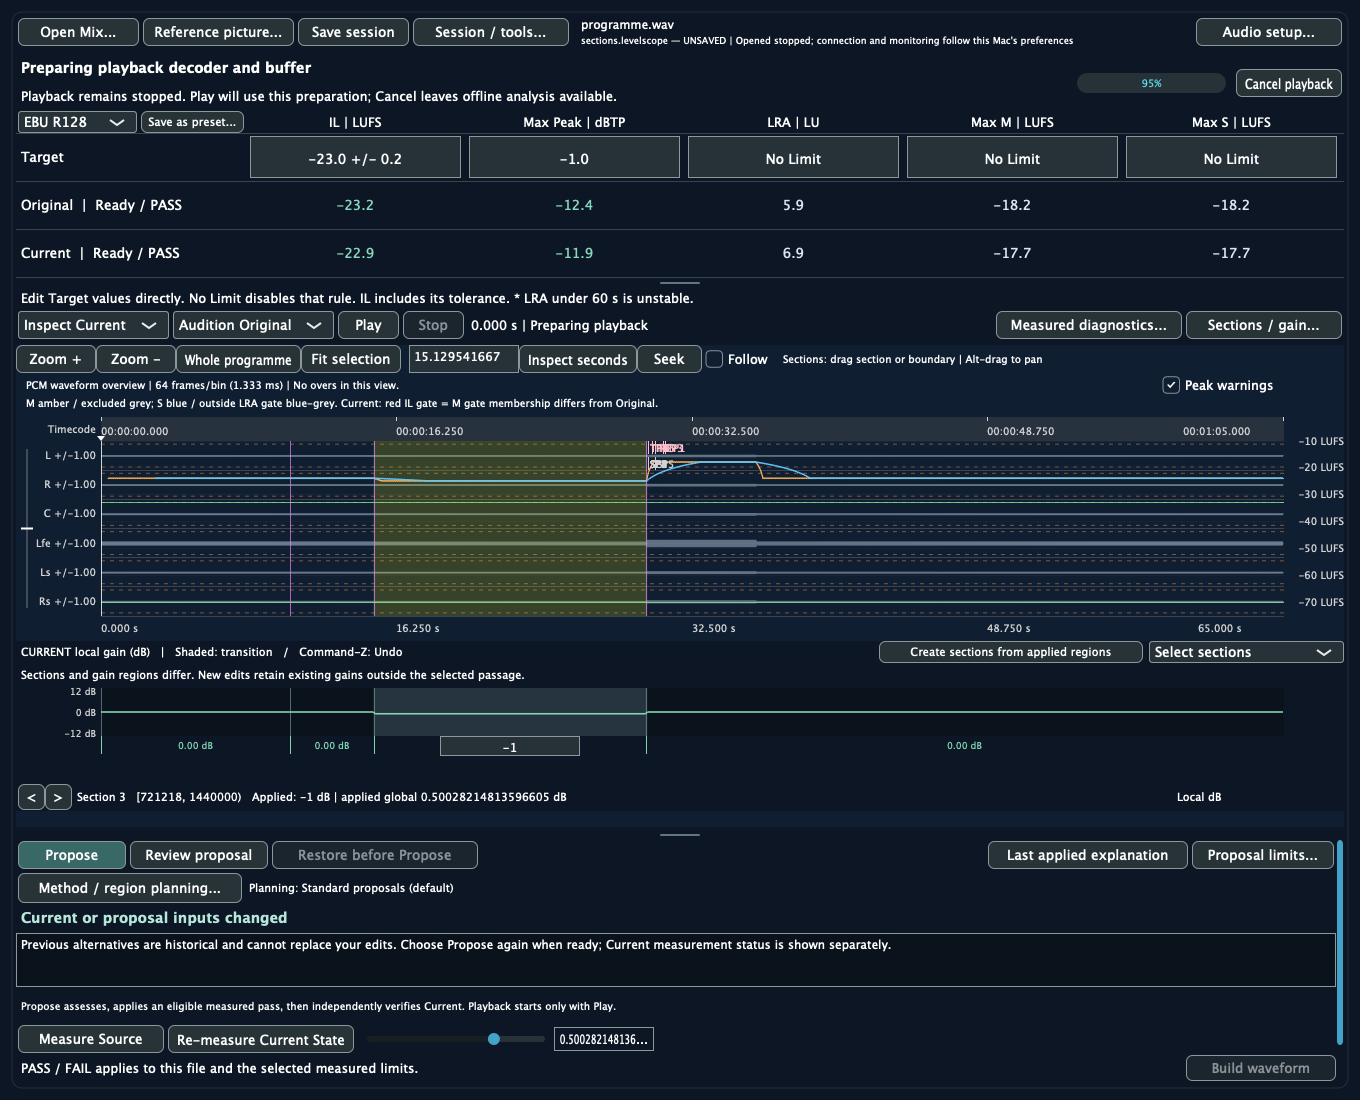 Open Mix... Reference picture... Save session Session / tools... programme.wav Audio setup...
sections.levelscope — UNSAVED | Opened stopped; connection and monitoring follow this Mac's preferences
Preparing playback decoder and buffer
95% Cancel playback
Playback remains stopped. Play will use this preparation; Cancel leaves offline analysis available.
EBU R128 Save as preset... IL | LUFS Max Peak | dBTP LRA | LU Max M | LUFS Max S | LUFS
Target -23.0 +/- 0.2 -1.0 No Limit No Limit No Limit
Original | Ready / PASS -23.2 -12.4 5.9 -18.2 -18.2
Current | Ready / PASS -22.9 -11.9 6.9 -17.7 -17.7
Edit Target values directly. No Limit disables that rule. IL includes its tolerance. * LRA under 60 s is unstable.
Inspect Current Audition Original Play Stop 0.000 s | Preparing playback Measured diagnostics... Sections / gain...
Zoom + Zoom − Whole programme Fit selection 15.129541667 Inspect seconds Seek Follow Sections: drag section or boundary | Alt-drag to pan
PCM waveform overview | 64 frames/bin (1.333 ms) | No overs in this view. Peak warnings
M amber / excluded grey; S blue / outside LRA gate blue-grey. Current: red IL gate = M gate membership differs from Original.
Timecode 00:00:00.000 00:00:16.250 00:00:32.500 00:00:48.750 00:01:05.000
-10 LUFS
L +/-1.00
-20 LUFS
R +/-1.00
-30 LUFS
C +/-1.00
-40 LUFS
Lfe +/-1.00
-50 LUFS
Ls +/-1.00
-60 LUFS
Rs +/-1.00
-70 LUFS
0.000 s 16.250 s 32.500 s 48.750 s 65.000 s
CURRENT local gain (dB) | Shaded: transition / Command-Z: Undo Create sections from applied regions Select sections
Sections and gain regions differ. New edits retain existing gains outside the selected passage.
12 dB
0 dB
-12 dB
0.00 dB 0.00 dB -1 0.00 dB
< > Section 3 [721218, 1440000) Applied: -1 dB | applied global 0.50028214813596605 dB Local dB
Propose Review proposal Restore before Propose Last applied explanation Proposal limits...
Method / region planning... Planning: Standard proposals (default)
Current or proposal inputs changed
Previous alternatives are historical and cannot replace your edits. Choose Propose again when ready; Current measurement status is shown separately.
Propose assesses, applies an eligible measured pass, then independently verifies Current. Playback starts only with Play.
Measure Source Re-measure Current State 0.500282148136...
PASS / FAIL applies to this file and the selected measured limits. Build waveform